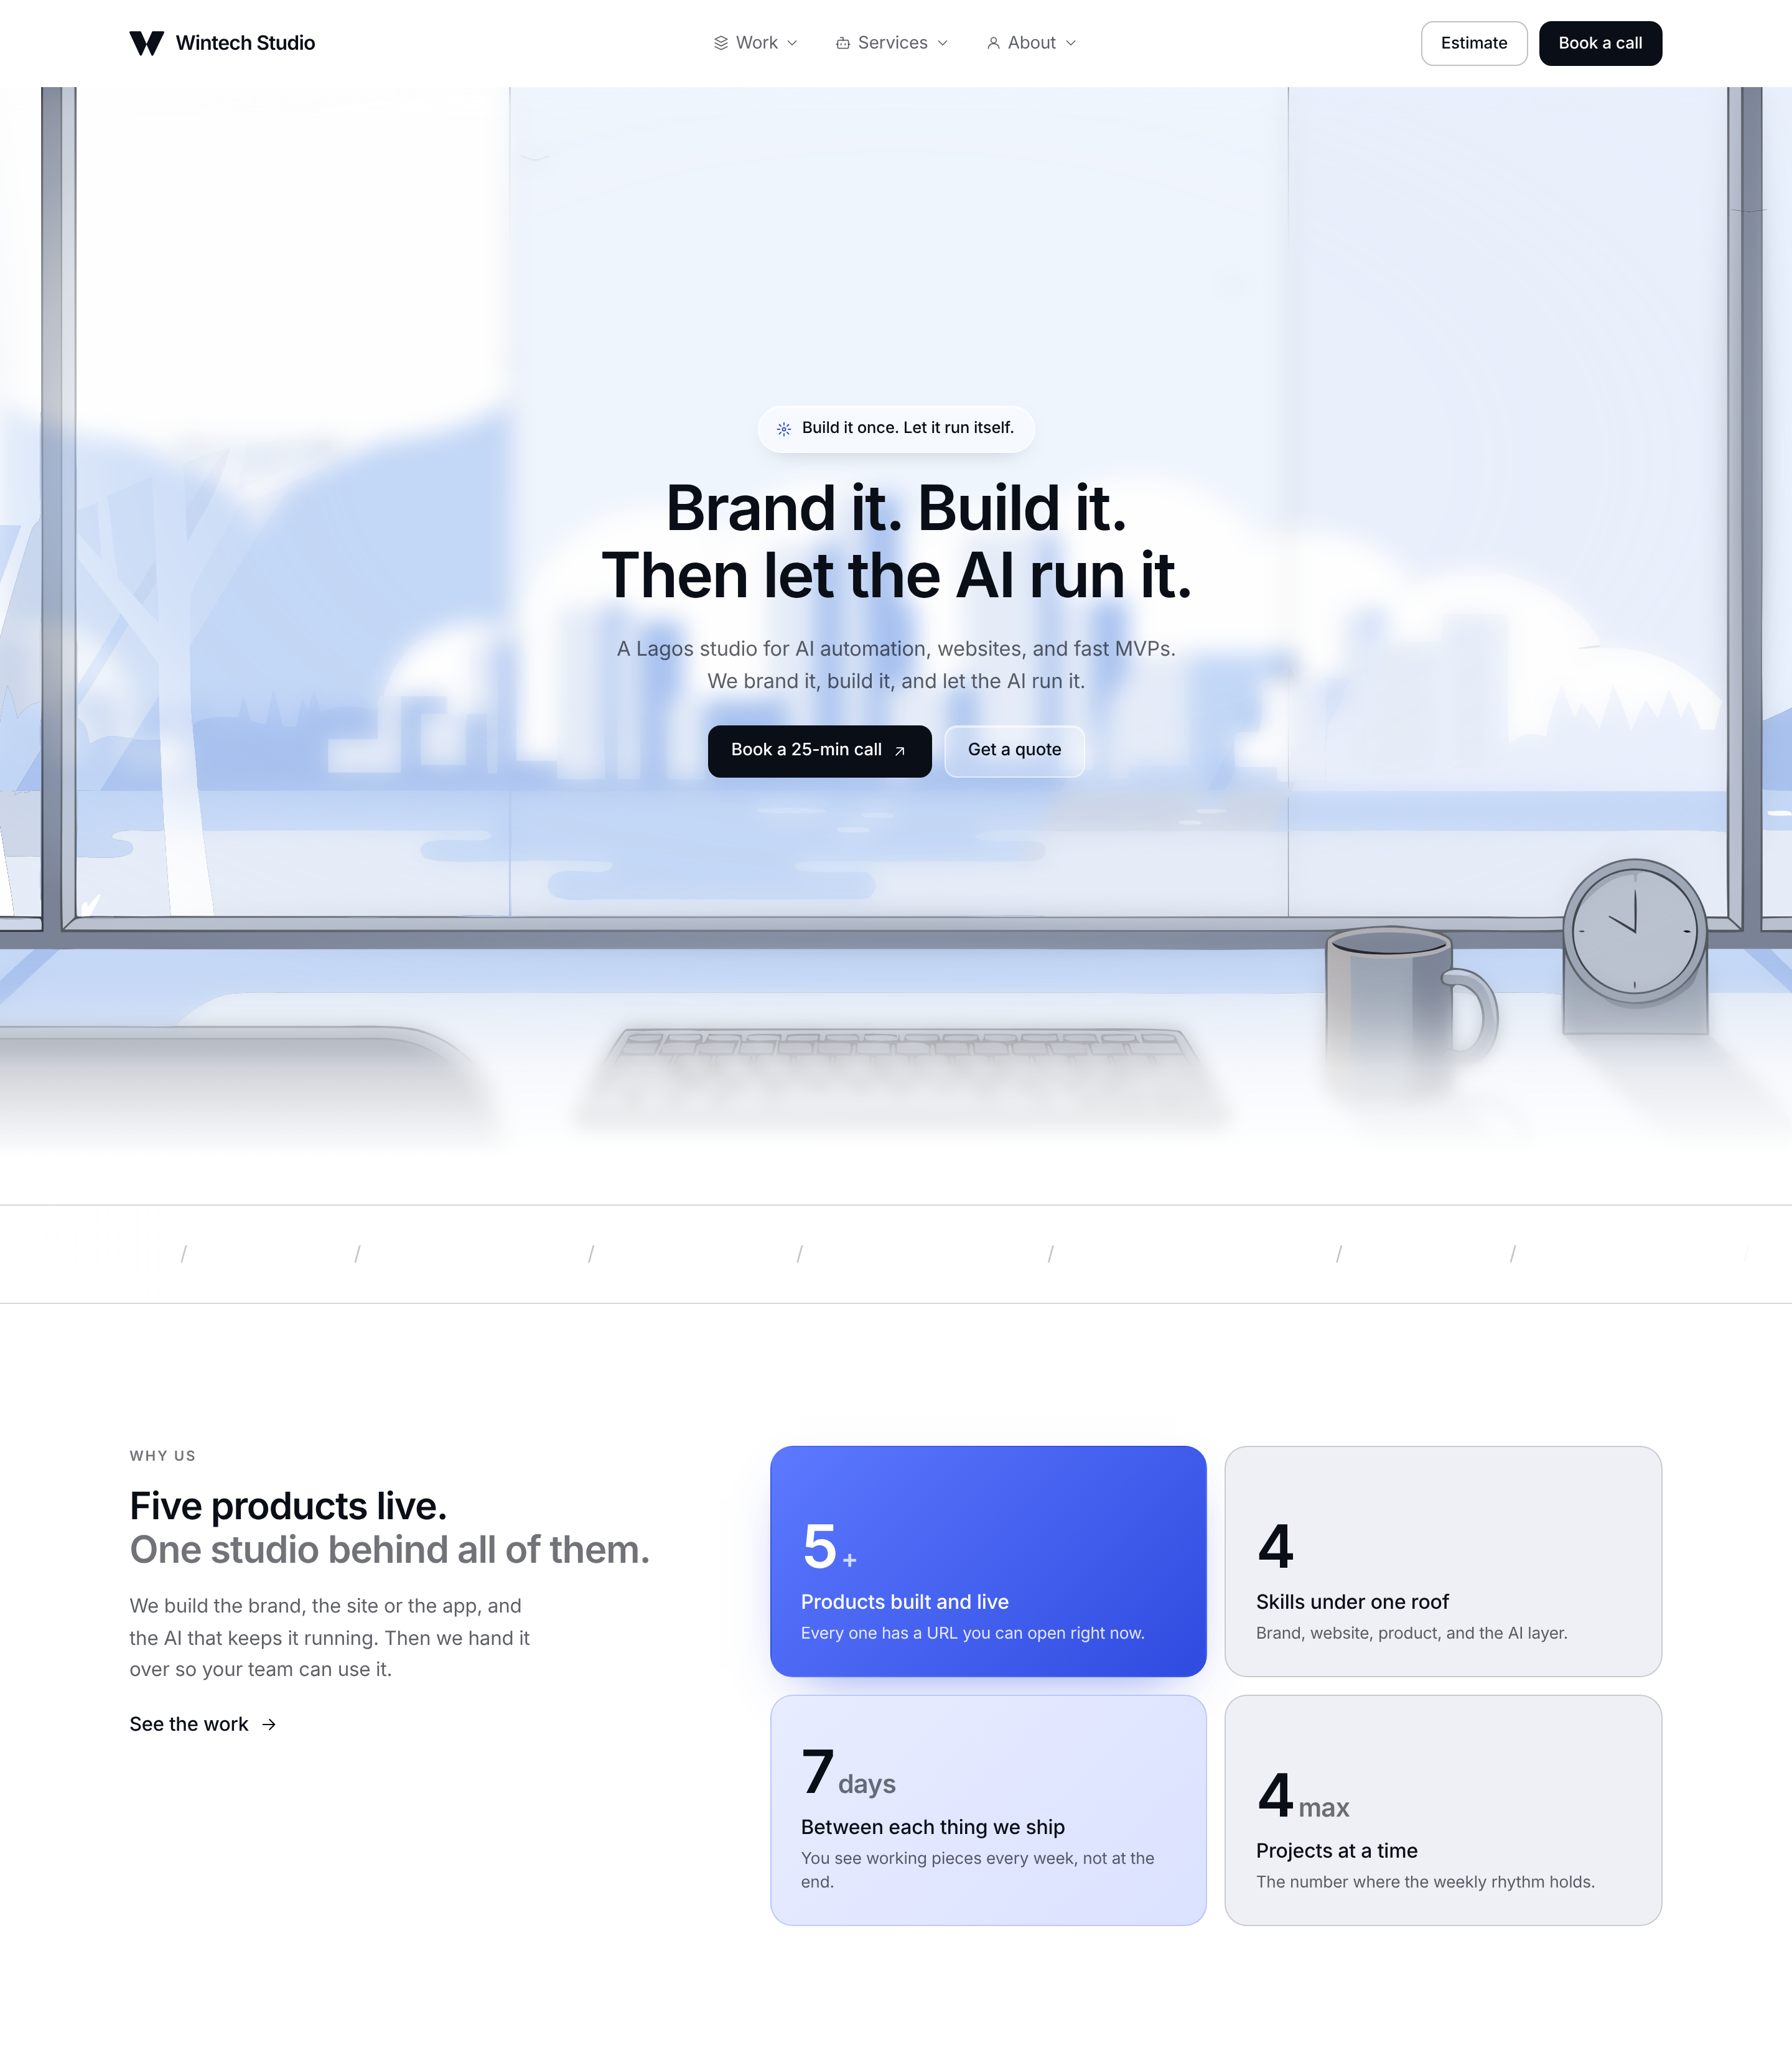 Wintech Studio
Work
Services
About
Estimate
Book a call
Build it once. Let it run itself.
Brand it. Build it.
Then let the AI run it.
A Lagos studio for AI automation, websites, and fast MVPs.
We brand it, build it, and let the AI run it.
Book a 25-min call
Get a quote
/ / / / / / / /
WHY US
Five products live.
One studio behind all of them.
We build the brand, the site or the app, and
the AI that keeps it running. Then we hand it
over so your team can use it.
See the work
5+
Products built and live
Every one has a URL you can open right now.
4
Skills under one roof
Brand, website, product, and the AI layer.
7 days
Between each thing we ship
You see working pieces every week, not at the
end.
4 max
Projects at a time
The number where the weekly rhythm holds.